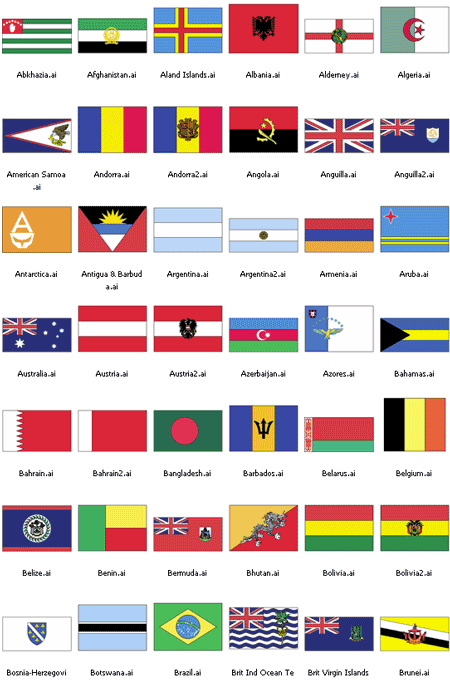 Abkhazia.ai
Afghanistan.ai
Aland Islands.ai
Albania.ai
Alderney.ai
Algeria.ai
American Samoa
.ai
Andorra.ai
Andorra2.ai
Angola.ai
Anguilla.ai
Anguilla2.ai
Antarctica.ai
Antigua & Barbud
a.ai
Argentina.ai
Argentina2.ai
Armenia.ai
Aruba.ai
Australia.ai
Austria.ai
Austria2.ai
Azerbaijan.ai
Azores.ai
Bahamas.ai
Bahrain.ai
Bahrain2.ai
Bangladesh.ai
Barbados.ai
Belarus.ai
Belgium.ai
Belize.ai
Benin.ai
Bermuda.ai
Bhutan.ai
Bolivia.ai
Bolivia2.ai
Bosnia-Herzegovi
Botswana.ai
Brazil.ai
Brit Ind Ocean Te
Brit Virgin Islands
Brunei.ai